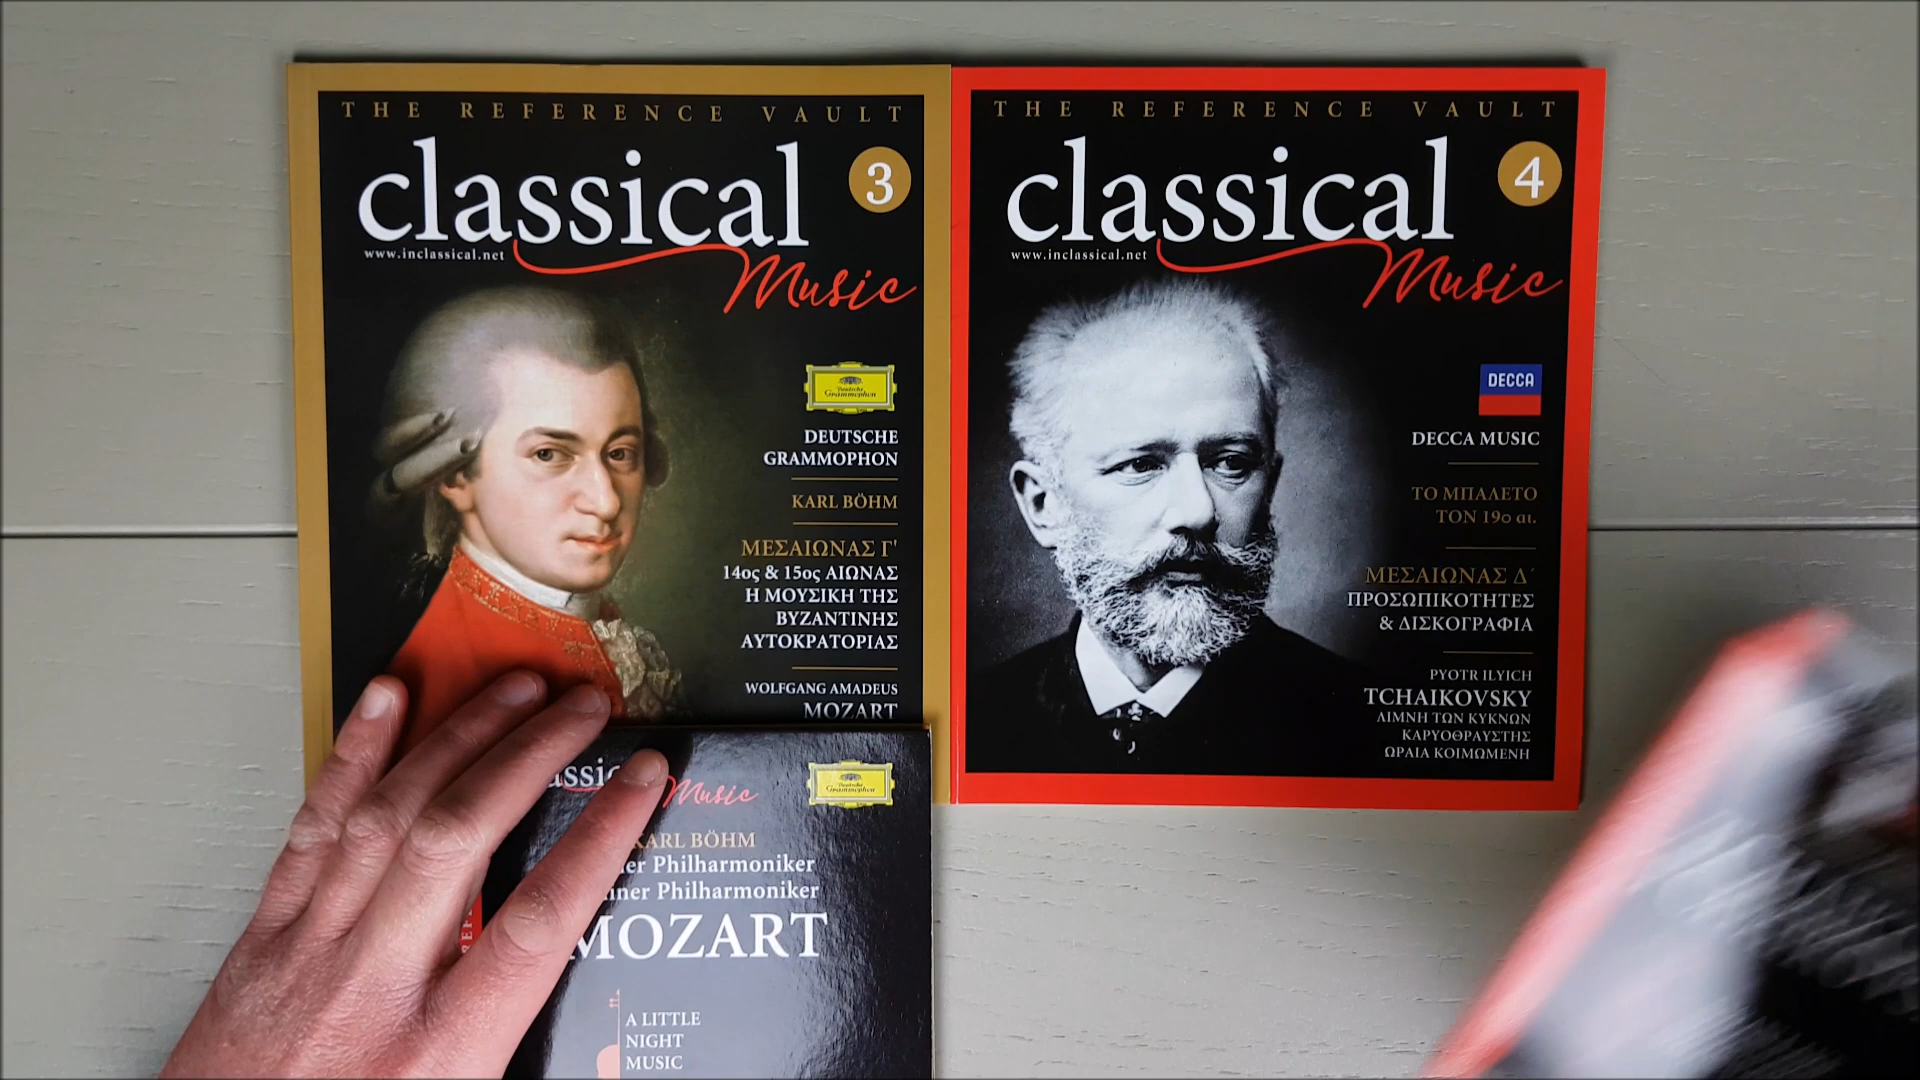 THE REFERENCE VAULT
classical
3
www.inclassical.net
Music
Deutsche
Grammophon
DEUTSCHE
GRAMMOPHON
KARL BÖHM
ΜΕΣΑΙΩΝΑΣ Γ'
14ος & 15ος ΑΙΩΝΑΣ
Η ΜΟΥΣΙΚΗ ΤΗΣ
ΒΥΖΑΝΤΙΝΗΣ
ΑΥΤΟΚΡΑΤΟΡΙΑΣ
WOLFGANG AMADEUS
MOZART
THE REFERENCE VAULT
classical
4
www.inclassical.net
Music
DECCA
DECCA MUSIC
ΤΟ ΜΠΑΛΕΤΟ
ΤΟΝ 19ο αι.
ΜΕΣΑΙΩΝΑΣ Δ΄
ΠΡΟΣΩΠΙΚΟΤΗΤΕΣ
& ΔΙΣΚΟΓΡΑΦΙΑ
PYOTR ILYICH
TCHAIKOVSKY
ΛΙΜΝΗ ΤΩΝ ΚΥΚΝΩΝ
ΚΑΡΥΟΘΡΑΥΣΤΗΣ
ΩΡΑΙΑ ΚΟΙΜΩΜΕΝΗ
Music
Deutsche
Grammophon
KARL BÖHM
Philharmoniker
Philharmoniker
MOZART
A LITTLE
NIGHT
MUSIC